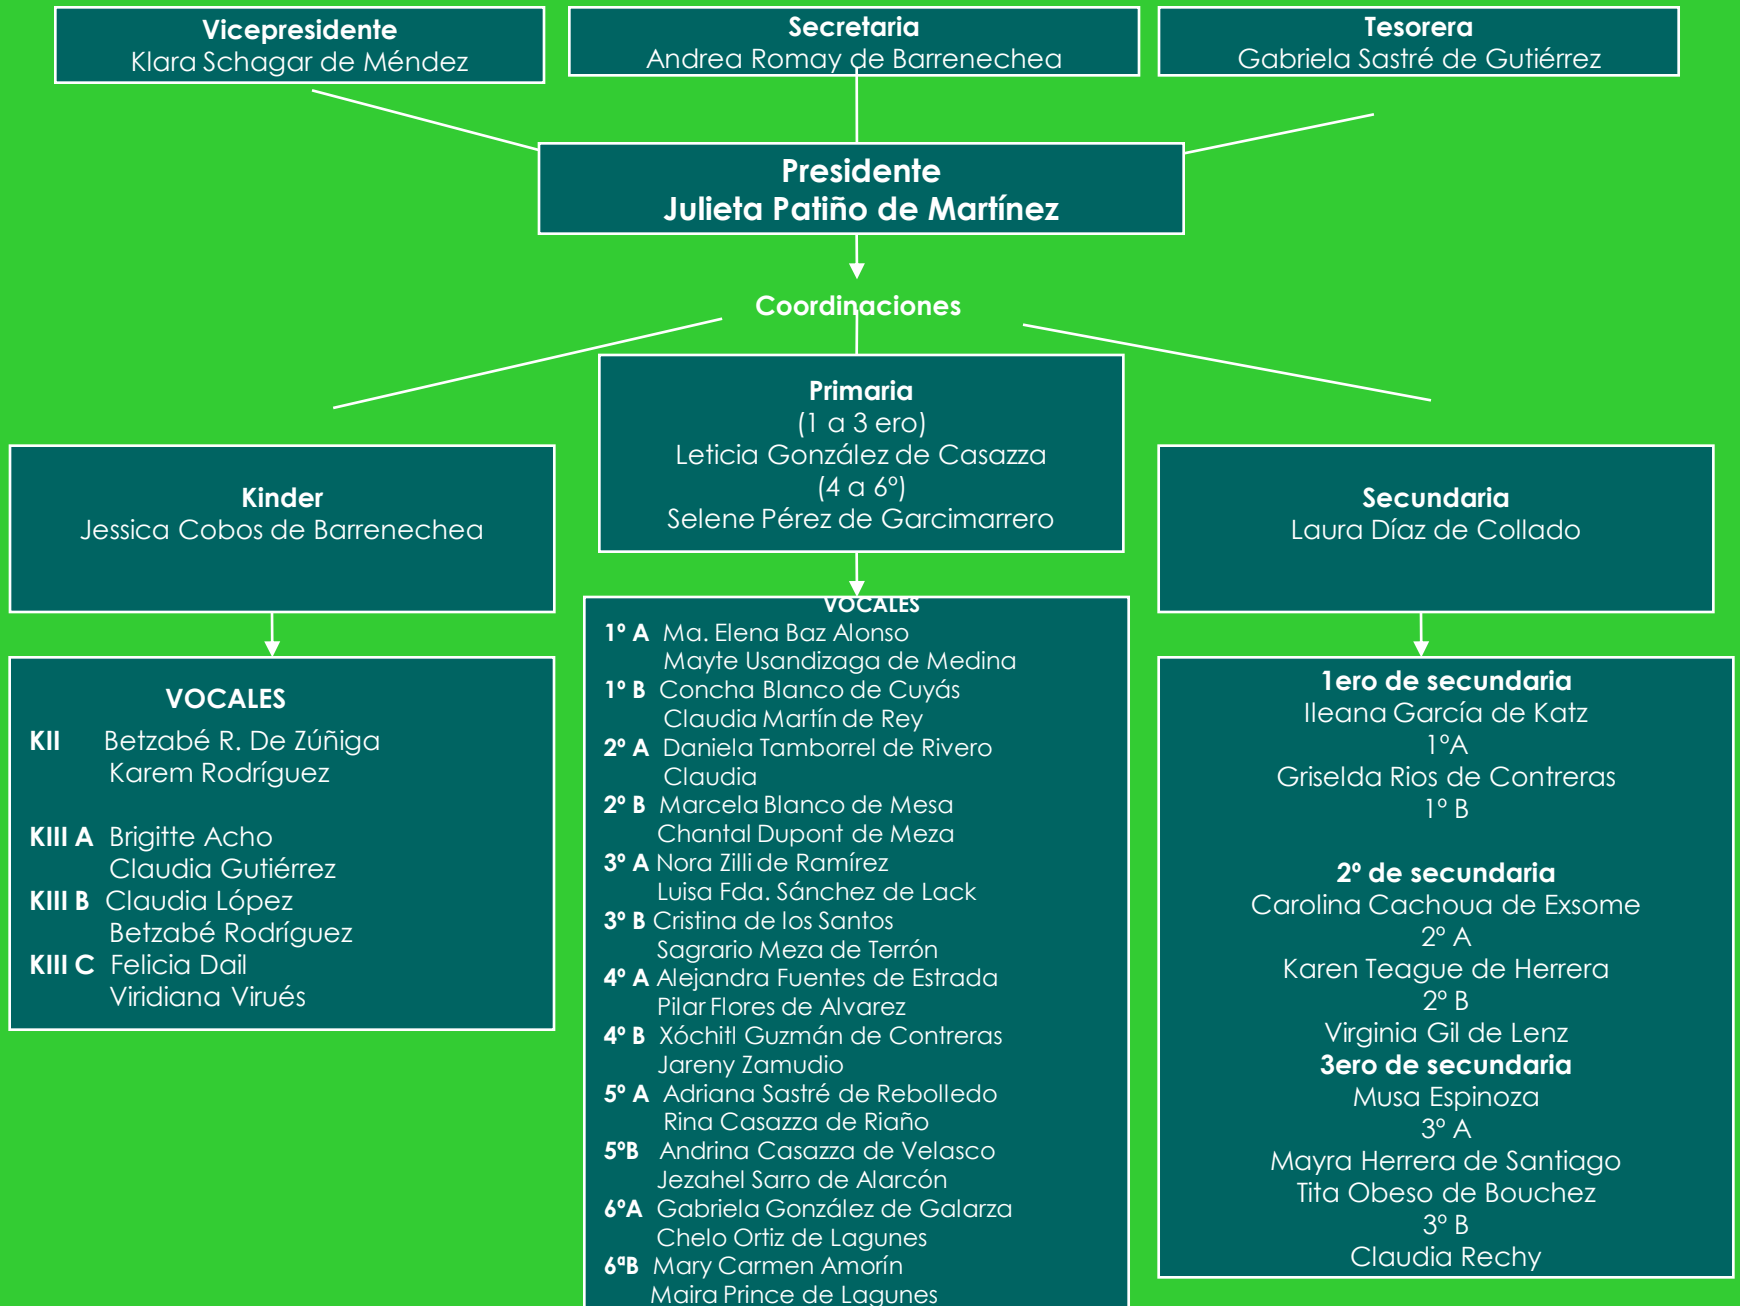 Vicepresidente
Klara Schagar de Méndez
Secretaria
Andrea Romay de Barrenechea
Tesorera
Gabriela Sastré de Gutiérrez
Presidente
Julieta Patiño de Martínez
Coordinaciones
Kinder
Jessica Cobos de Barrenechea
Primaria
(1 a 3 ero)
Leticia González de Casazza
(4 a 6º)
Selene Pérez de Garcimarrero
Secundaria
Laura Díaz de Collado
VOCALES
KII Betzabé R. De Zúñiga
Karem Rodríguez
KIII A Brigitte Acho
Claudia Gutiérrez
KIII B Claudia López
Betzabé Rodríguez
KIII C Felicia Dail
Viridiana Virués
VOCALES
1º A Ma. Elena Baz Alonso
Mayte Usandizaga de Medina
1º B Concha Blanco de Cuyás
Claudia Martín de Rey
2º A Daniela Tamborrel de Rivero
Claudia
2º B Marcela Blanco de Mesa
Chantal Dupont de Meza
3º A Nora Zilli de Ramírez
Luisa Fda. Sánchez de Lack
3º B Cristina de los Santos
Sagrario Meza de Terrón
4º A Alejandra Fuentes de Estrada
Pilar Flores de Alvarez
4º B Xóchitl Guzmán de Contreras
Jareny Zamudio
5º A Adriana Sastré de Rebolledo
Rina Casazza de Riaño
5ºB Andrina Casazza de Velasco
Jezahel Sarro de Alarcón
6ºA Gabriela González de Galarza
Chelo Ortiz de Lagunes
6ªB Mary Carmen Amorín
Maira Prince de Lagunes
1ero de secundaria
Ileana García de Katz
1ºA
Griselda Rios de Contreras
1º B
2º de secundaria
Carolina Cachoua de Exsome
2º A
Karen Teague de Herrera
2º B
Virginia Gil de Lenz
3ero de secundaria
Musa Espinoza
3º A
Mayra Herrera de Santiago
Tita Obeso de Bouchez
3º B
Claudia Rechy